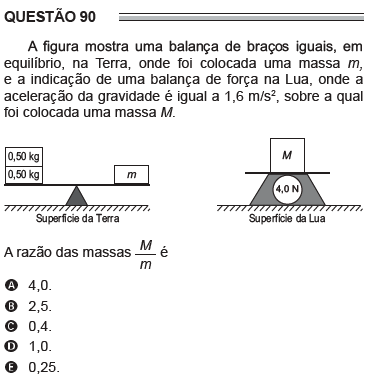 QUESTÃO 90
A figura mostra uma balança de braços iguais, em
equilíbrio, na Terra, onde foi colocada uma massa m,
e a indicação de uma balança de força na Lua, onde a
aceleração da gravidade é igual a 1,6 m/s², sobre a qual
foi colocada uma massa M.
0,50 kg
0,50 kg
m
Superfície da Terra
M
4,0 N
Superfície da Lua
A razão das massas M/m é
A 4,0.
B 2,5.
C 0,4.
D 1,0.
E 0,25.